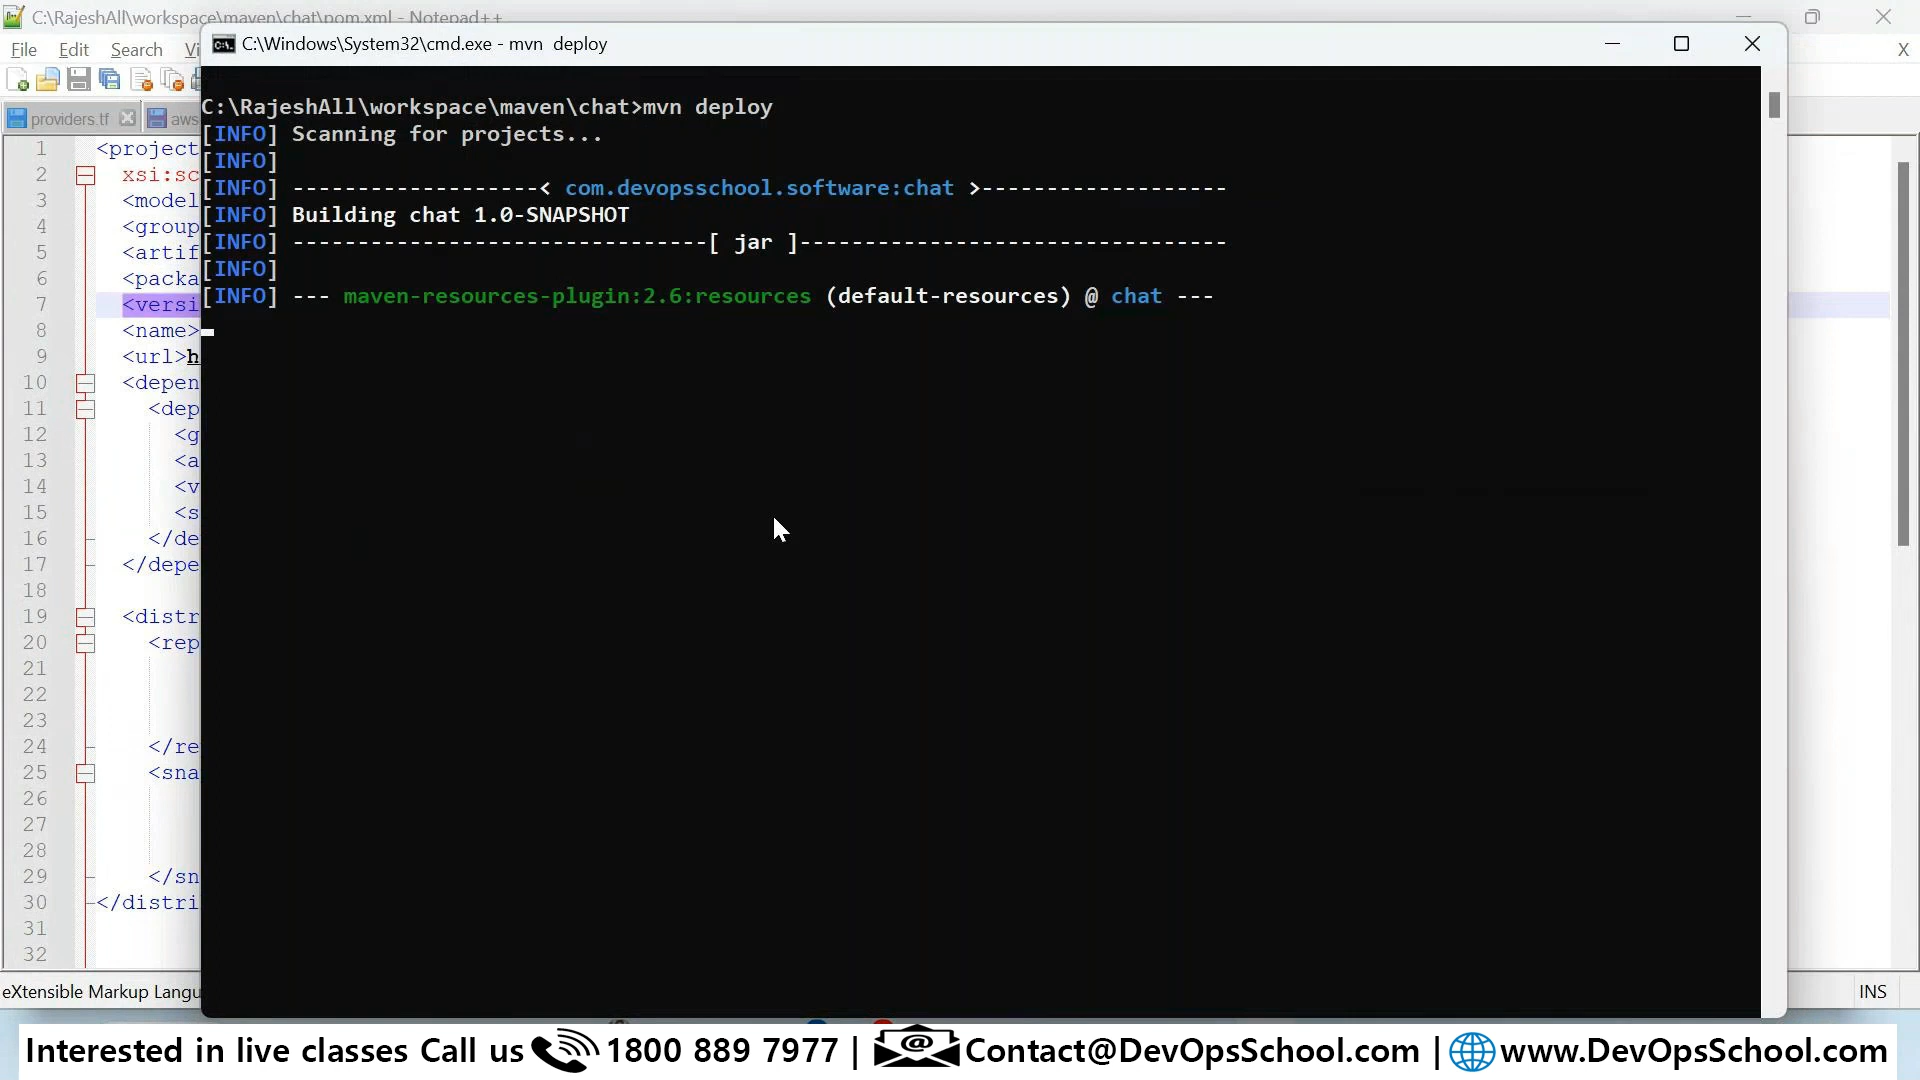 C:\RajeshAll\workspace\maven\chat\pom.xml - Notepad++
C:\Windows\System32\cmd.exe - mvn  deploy
File Edit Search Vi
X
providers.tf
aws
C:\RajeshAll\workspace\maven\chat>mvn deploy
[INFO] Scanning for projects...
[INFO]
[INFO] -------------------< com.devopsschool.software:chat >-------------------
[INFO] Building chat 1.0-SNAPSHOT
[INFO] --------------------------------[ jar ]---------------------------------
[INFO]
[INFO] --- maven-resources-plugin:2.6:resources (default-resources) @ chat ---
1 <project
2 xsi:sc
3 <model
4 <group
5 <artif
6 <packa
7 <versi
8 <name>
9 <url>h
10 <depen
11 <dep
12 <g
13 <a
14 <v
15 <s
16 </de
17 </depe
18
19 <distr
20 <rep
21
22
23
24 </re
25 <sna
26
27
28
29 </sn
30 </distri
31
32
eXtensible Markup Langu
INS
Interested in live classes Call us 1800 889 7977 | Contact@DevOpsSchool.com | www.DevOpsSchool.com